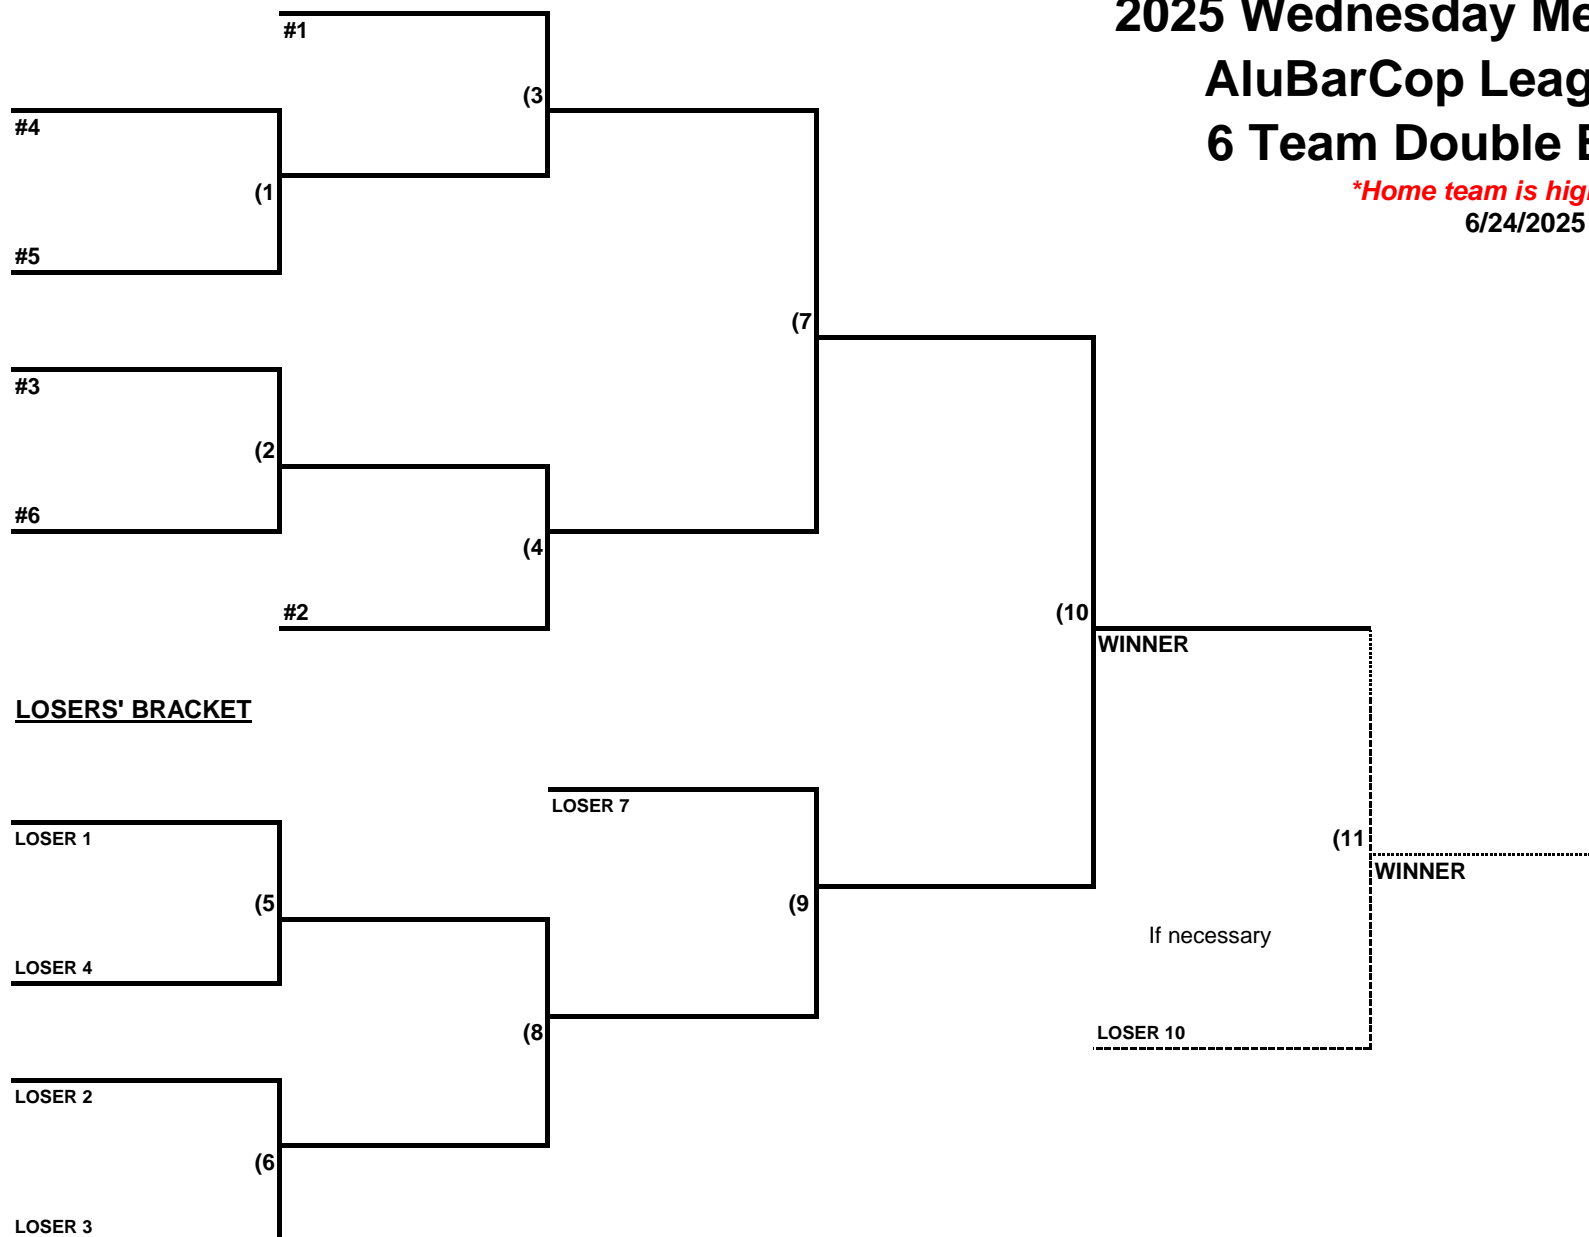 2025 Wednesday Me
AluBarCop Leag
6 Team Double E
*Home team is hig
6/24/2025
#1
(3
#4
(1
#5
(7
#3
(2
#6
(4
#2
(10
WINNER
LOSERS' BRACKET
LOSER 7
LOSER 1
(11
WINNER
(5
(9
If necessary
LOSER 4
(8
LOSER 10
LOSER 2
(6
LOSER 3